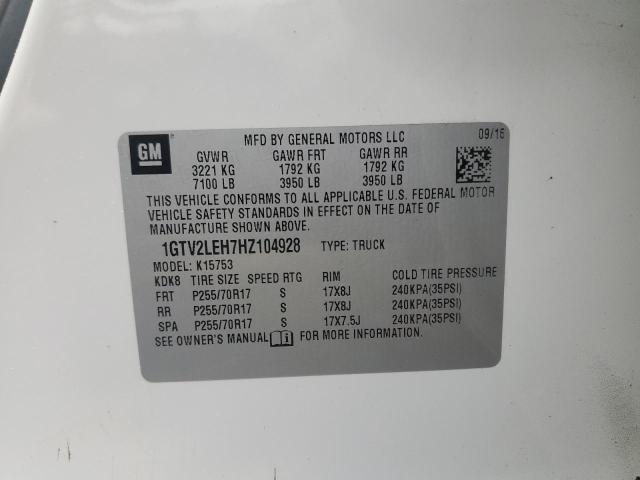 GM
MFD BY GENERAL MOTORS LLC 09/16
GVWR GAWR FRT GAWR RR
3221 KG 1792 KG 1792 KG
7100 LB 3950 LB 3950 LB
THIS VEHICLE CONFORMS TO ALL APPLICABLE U.S. FEDERAL MOTOR
VEHICLE SAFETY STANDARDS IN EFFECT ON THE DATE OF
MANUFACTURE SHOWN ABOVE.
1GTV2LEH7HZ104928 TYPE: TRUCK
MODEL: K15753
KDK8 TIRE SIZE SPEED RTG RIM COLD TIRE PRESSURE
FRT P255/70R17 S 17X8J 240KPA(35PSI)
RR P255/70R17 S 17X8J 240KPA(35PSI)
SPA P255/70R17 S 17X7.5J 240KPA(35PSI)
SEE OWNER'S MANUAL FOR MORE INFORMATION.